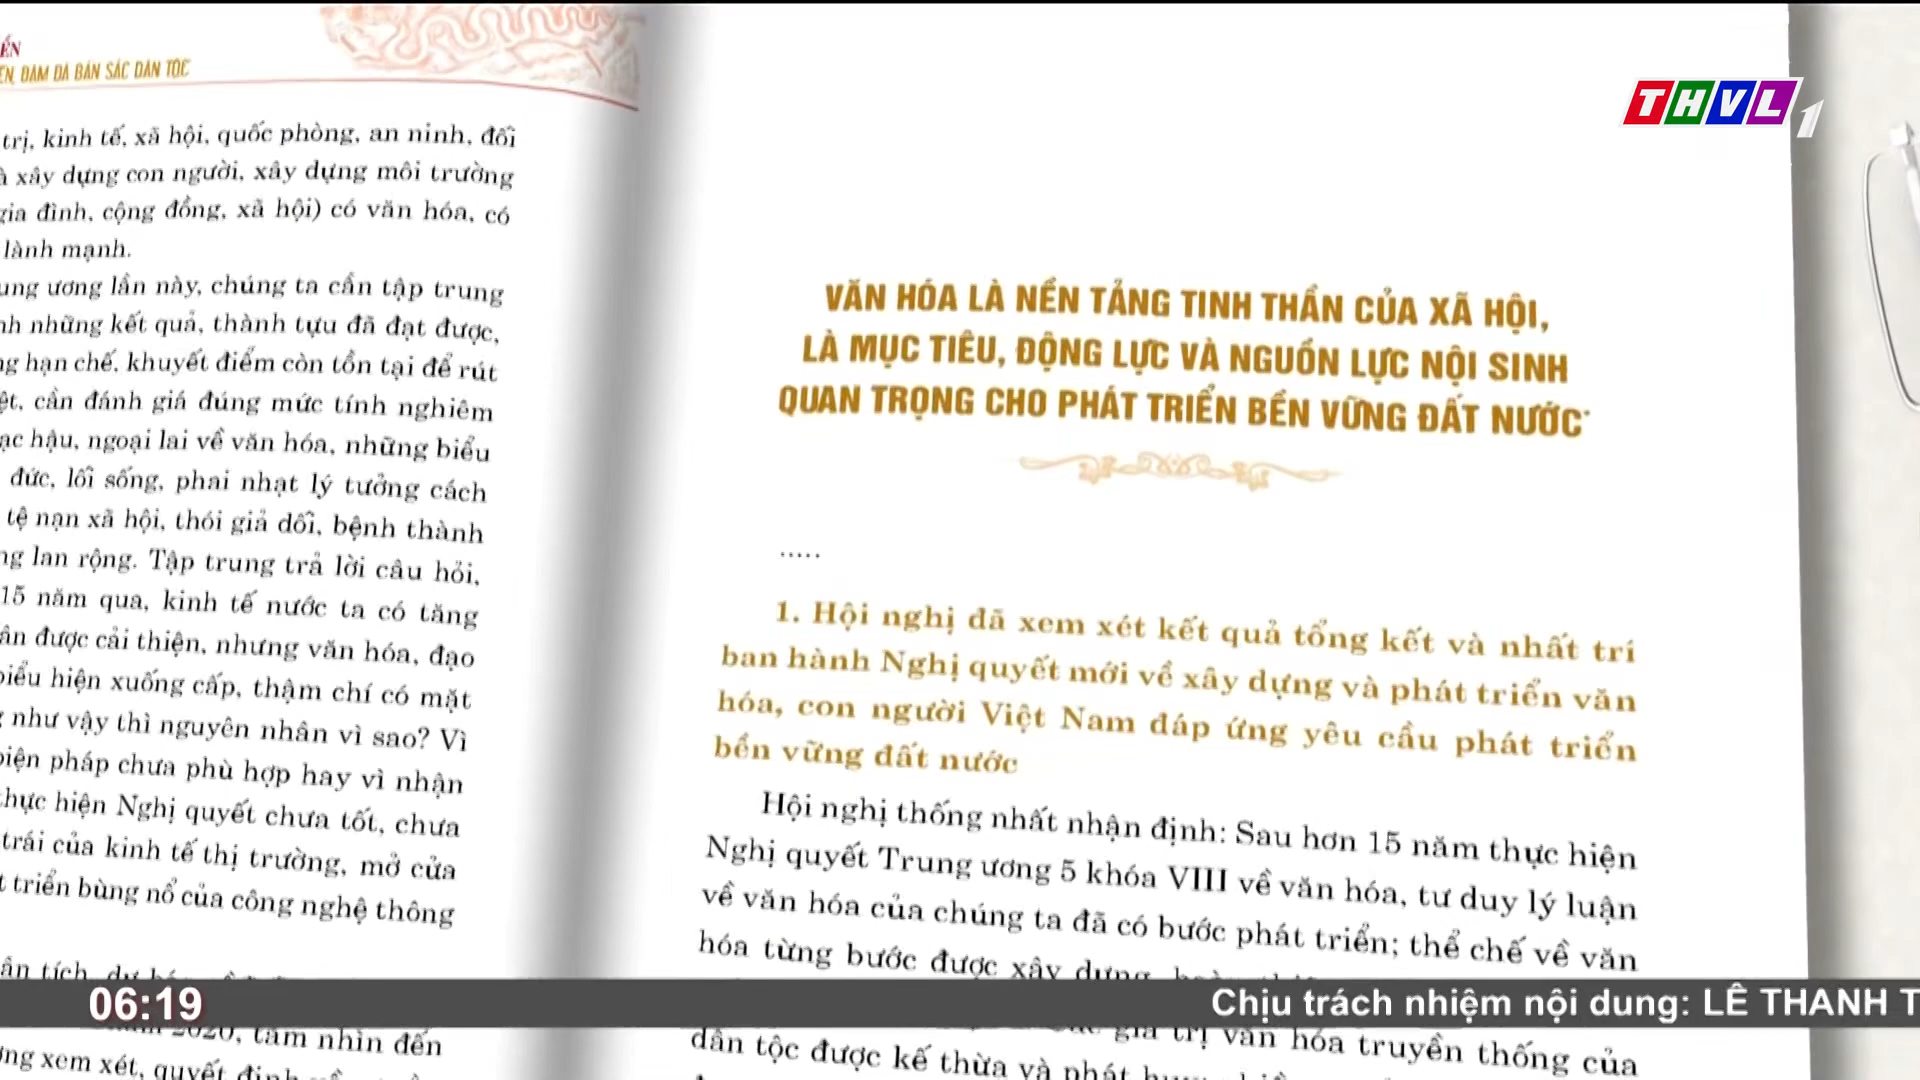 ĐẬM ĐÀ BẢN SẮC DÂN TỘC
trị, kinh tế, xã hội, quốc phòng, an ninh, đối
xây dựng con người, xây dựng môi trường
gia đình, cộng đồng, xã hội) có văn hóa, có
lành mạnh.
ương lần này, chúng ta cần tập trung
những kết quả, thành tựu đã đạt được,
hạn chế, khuyết điểm còn tồn tại để rút
cần đánh giá đúng mức tính nghiêm
hậu, ngoại lai về văn hóa, những biểu
đức, lối sống, phai nhạt lý tưởng cách
tệ nạn xã hội, thói giả dối, bệnh thành
lan rộng. Tập trung trả lời câu hỏi,
15 năm qua, kinh tế nước ta có tăng
được cải thiện, nhưng văn hóa, đạo
biểu hiện xuống cấp, thậm chí có mặt
như vậy thì nguyên nhân vì sao? Vì
biện pháp chưa phù hợp hay vì nhận
thực hiện Nghị quyết chưa tốt, chưa
trái của kinh tế thị trường, mở cửa
triển bùng nổ của công nghệ thông
2020, tầm nhìn đến
xem xét, quyết định
THVL1
VĂN HÓA LÀ NỀN TẢNG TINH THẦN CỦA XÃ HỘI,
LÀ MỤC TIÊU, ĐỘNG LỰC VÀ NGUỒN LỰC NỘI SINH
QUAN TRỌNG CHO PHÁT TRIỂN BỀN VỮNG ĐẤT NƯỚC*
.....
1. Hội nghị đã xem xét kết quả tổng kết và nhất trí
ban hành Nghị quyết mới về xây dựng và phát triển văn
hóa, con người Việt Nam đáp ứng yêu cầu phát triển
bền vững đất nước
Hội nghị thống nhất nhận định: Sau hơn 15 năm thực hiện
Nghị quyết Trung ương 5 khóa VIII về văn hóa, tư duy lý luận
về văn hóa của chúng ta đã có bước phát triển; thể chế về văn
hóa từng bước được xây dựng,
giá trị văn hóa truyền thống của
dân tộc được kế thừa và phát huy,
06:19
Chịu trách nhiệm nội dung: LÊ THANH T